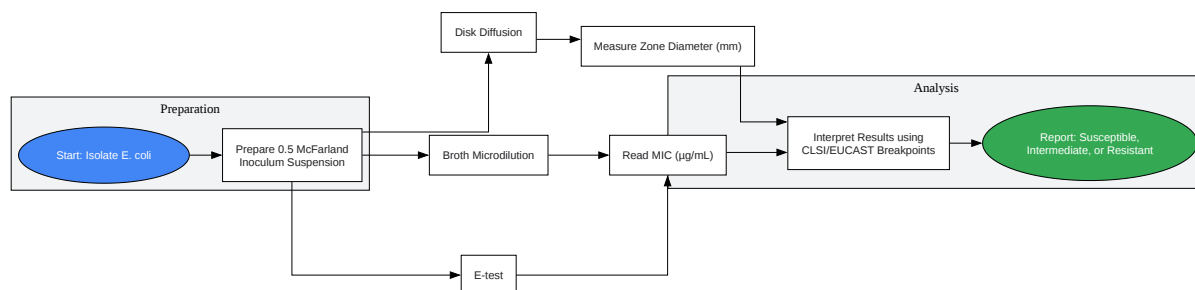 Disk Diffusion
Measure Zone Diameter (mm)
Preparation
Analysis
Start: Isolate E. coli
Prepare 0.5 McFarland
Inoculum Suspension
Broth Microdilution
Read MIC (µg/mL)
Interpret Results using
CLSI/EUCAST Breakpoints
Report: Susceptible,
Intermediate, or Resistant
E-test